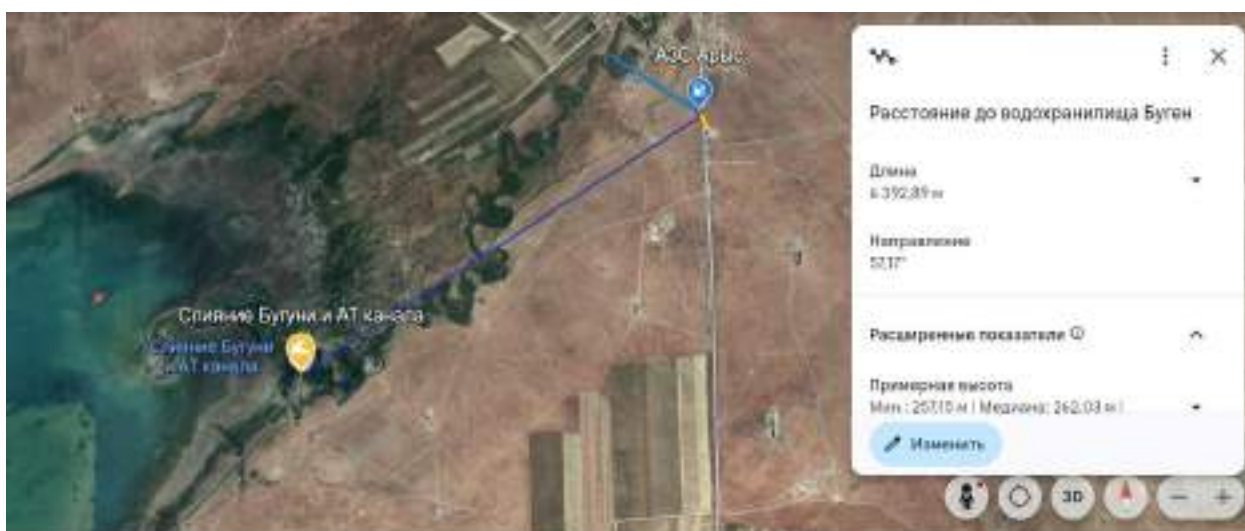 АЗС Арыс
Слияние Бугуни и АТ канала
Слияние Бугуни
и АТ канала
Расстояние до водохранилища Буген
Длина
6 392,89 м
Направление
57,17°
Расширенные показатели
Примерная высота
Мин.: 257,15 м | Медиана: 262,03 м |
Изменить
3D